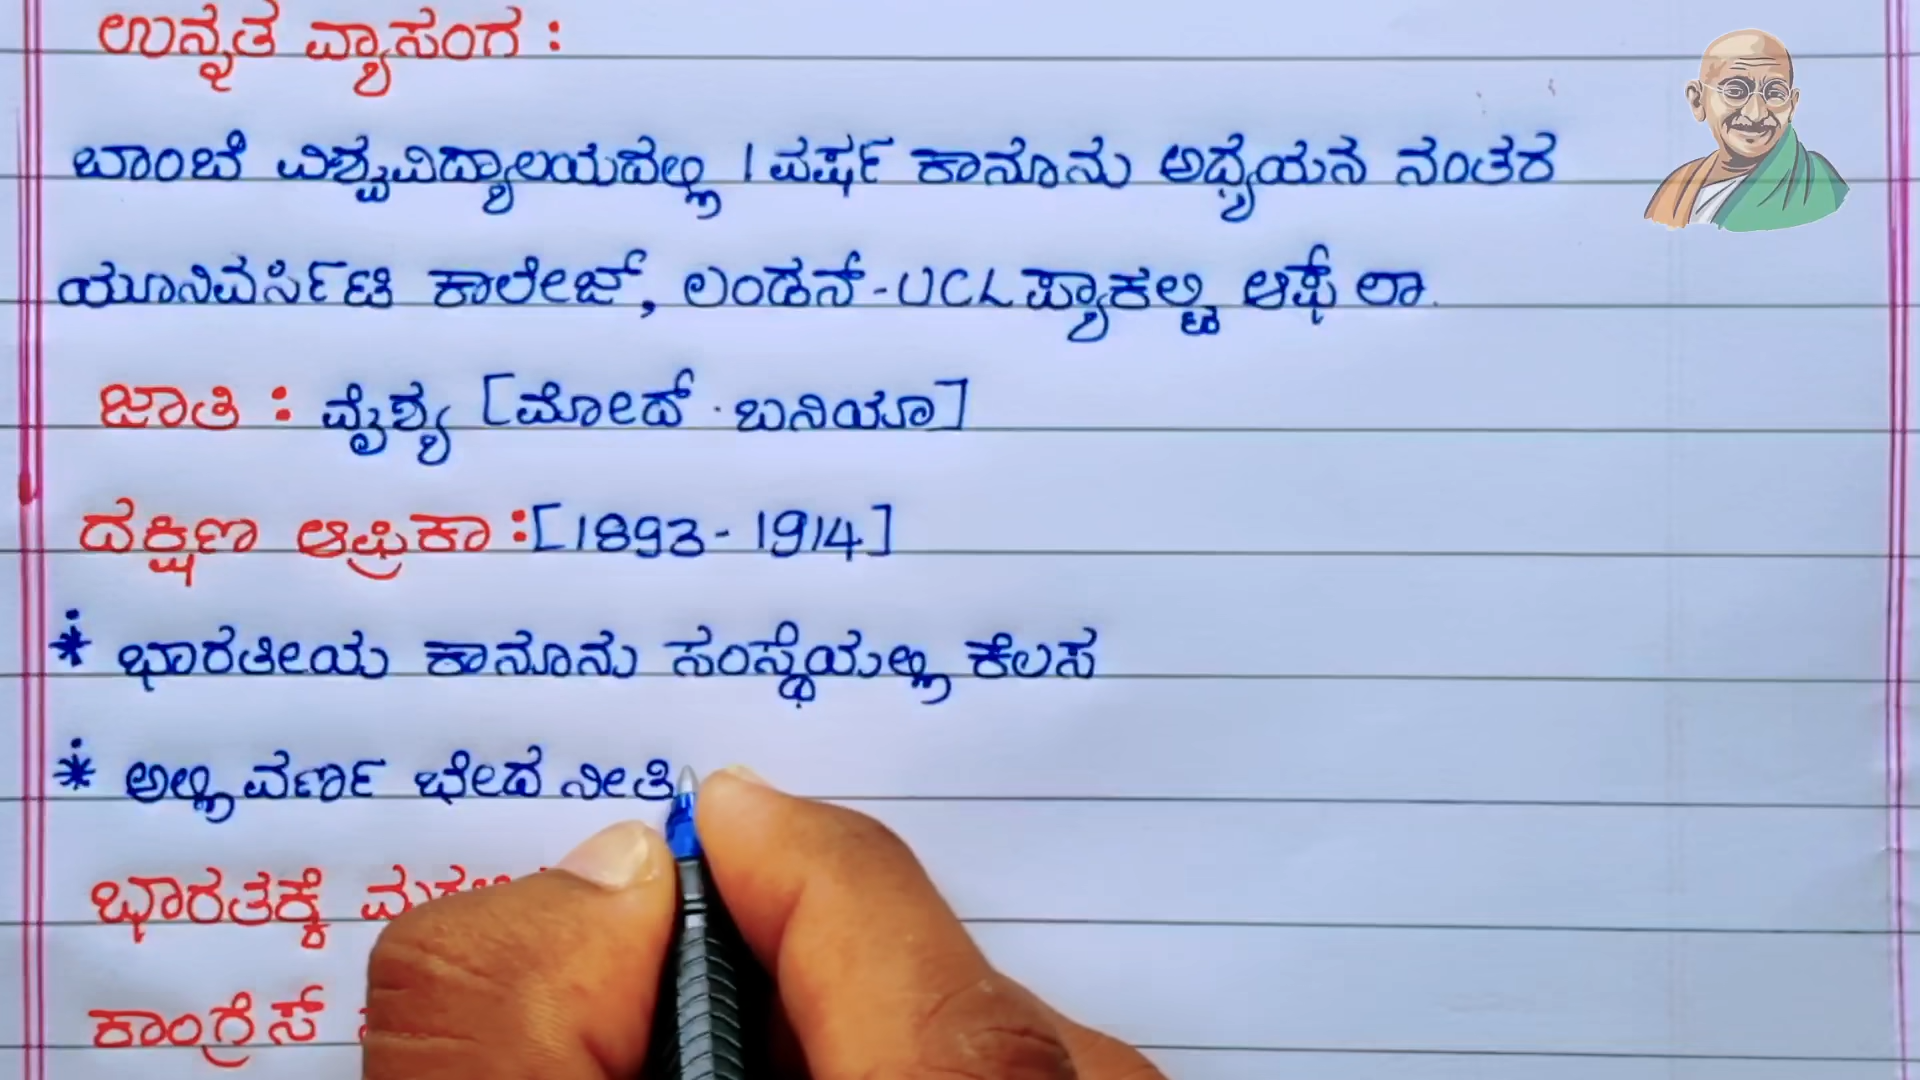 ಉನ್ನತ ವ್ಯಾಸಂಗ :
ಬಾಂಬೆ ವಿಶ್ವವಿದ್ಯಾಲಯದಲ್ಲಿ 1 ವರ್ಷ ಕಾನೂನು ಅಧ್ಯಯನ ನಂತರ
ಯೂನಿವರ್ಸಿಟಿ ಕಾಲೇಜ್, ಲಂಡನ್-UCL ಪ್ಯಾಕಲ್ಟಿ ಆಫ್ ಲಾ.
ಜಾತಿ : ವೈಶ್ಯ [ಮೋದ್ ಬನಿಯಾ]
ದಕ್ಷಿಣ ಆಫ್ರಿಕಾ :[1893- 1914]
* ಭಾರತೀಯ ಕಾನೂನು ಸಂಸ್ಥೆಯಲ್ಲಿ ಕೆಲಸ
* ಅಲ್ಲಿ ವರ್ಣ ಭೇದ ನೀತಿ
ಭಾರತಕ್ಕೆ
ಕಾಂಗ್ರೆಸ್